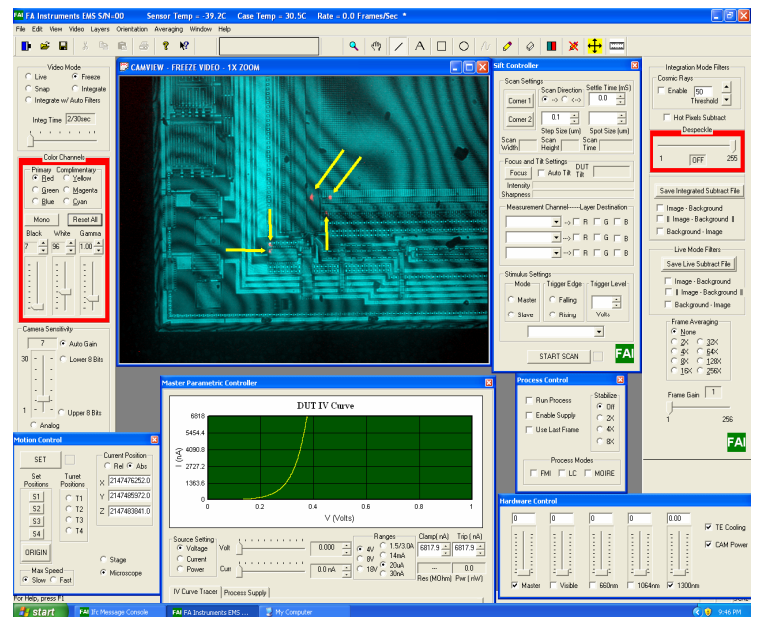 FAI FA Instruments EMS S/N=00 Sensor Temp = -39.2C Case Temp = 30.5C Rate = 0.0 Frames/Sec *
File Edit View Video Layers Orientation Averaging Window Help
Video Mode
Live Freeze
Snap Integrate
Integrate w/ Auto Filters
Integ Time 2/30sec
Color Channels
Primary Complimentary
Red Yellow
Green Magenta
Blue Cyan
Mono Reset All
Black White Gamma
7 96 1.00
Camera Sensitivity
7 Auto Gain
30 Lower 8 Bits
1 Upper 8 Bits
Analog
CAMVIEW - FREEZE VIDEO - 1X ZOOM
Sift Controller
Scan Settings
Scan Direction Settle Time (mS)
Corner 1 --> <--> 0.0
Corner 2 0.1
Step Size (um) Spot Size (um)
Scan Width Scan Height Scan Time
Focus and Tilt Settings
Focus Auto Tilt DUT Tilt
Intensity
Sharpness
Measurement Channel-----Layer Destination
--> R G B
--> R G B
--> R G B
Stimulus Settings
Mode Trigger Edge Trigger Level
Master Falling
Slave Rising Volts
START SCAN FAI
Integration Mode Filters
Cosmic Rays
Enable 50
Threshold
Hot Pixels Subtract
Despeckle
1 OFF 255
Save Integrated Subtract File
Image - Background
|| Image - Background ||
Background - Image
Live Mode Filters
Save Live Subtract File
Image - Background
|| Image - Background ||
Background - Image
Frame Averaging
None
2X 32X
4X 64X
8X 128X
16X 256X
Frame Gain 1
1 256
FAI
Motion Control
SET
Current Position
Rel Abs
Set Positions Turret Positions
X 2147476252.0
Y 2147485972.0
Z 2147483841.0
S1 T1
S2 T2
S3 T3
S4 T4
ORIGIN
Max Speed
Slow Fast
Stage
Microscope
Master Parametric Controller
DUT IV Curve
I (nA)
6818
5454.4
4090.8
2727.2
1363.6
0
0 0.2 0.4 0.6 0.8 1
V (Volts)
Source Setting
Voltage Volt 0.000
Current
Power Curr 0.0 nA
Ranges
4V 1.5/3.0A
8V 14mA
18V 20uA
30nA
Clamp( nA) Trip ( nA)
6817.9 6817.9
--- 0.0
Res (MOhm) Pwr ( nW)
IV Curve Tracer Process Supply
Process Control
Run Process
Enable Supply
Use Last Frame
Stabilize
Off
2X
4X
8X
Process Modes
FMI LC MOIRE
Hardware Control
0 0 0 0 0.00
TE Cooling
CAM Power
Master Visible 660nm 1064nm 1300nm
For Help, press F1
start FAI Ifc Message Console FAI FA Instruments EMS ... My Computer 9:46 PM